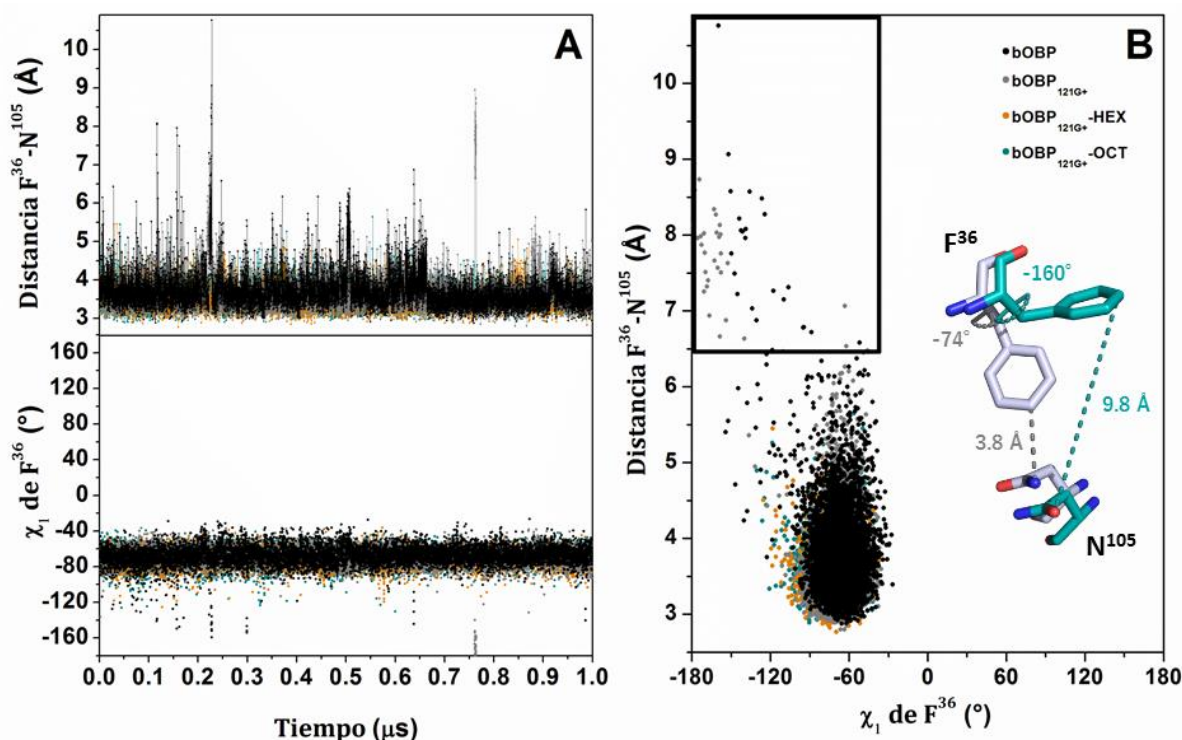 A
Distancia F³⁶-N¹⁰⁵ (Å)
10
9
8
7
6
5
4
3
χ₁ de F³⁶ (°)
160
120
80
40
0
-40
-80
-120
-160
0.0 0.1 0.2 0.3 0.4 0.5 0.6 0.7 0.8 0.9 1.0
Tiempo (μs)
B
Distancia F³⁶-N¹⁰⁵ (Å)
10
9
8
7
6
5
4
3
bOBP
bOBP₁₂₁G₊
bOBP₁₂₁G₊-HEX
bOBP₁₂₁G₊-OCT
F³⁶
-160°
-74°
9.8 Å
3.8 Å
N¹⁰⁵
-180 -120 -60 0 60 120 180
χ₁ de F³⁶ (°)